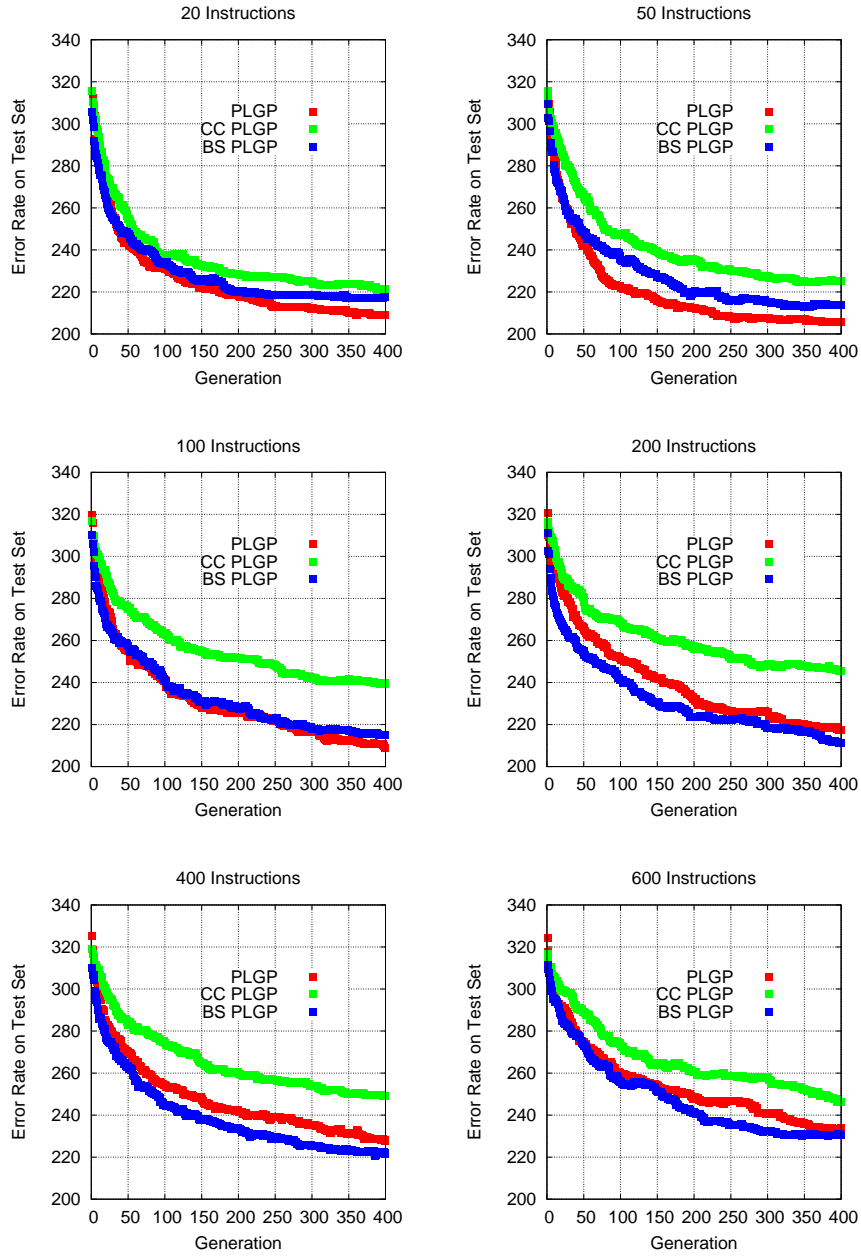 20 Instructions
340
320
300
280
260
240
220
200
Error Rate on Test Set
PLGP
CC PLGP
BS PLGP
0 50 100 150 200 250 300 350 400
Generation
50 Instructions
340
320
300
280
260
240
220
200
Error Rate on Test Set
PLGP
CC PLGP
BS PLGP
0 50 100 150 200 250 300 350 400
Generation
100 Instructions
340
320
300
280
260
240
220
200
Error Rate on Test Set
PLGP
CC PLGP
BS PLGP
0 50 100 150 200 250 300 350 400
Generation
200 Instructions
340
320
300
280
260
240
220
200
Error Rate on Test Set
PLGP
CC PLGP
BS PLGP
0 50 100 150 200 250 300 350 400
Generation
400 Instructions
340
320
300
280
260
240
220
200
Error Rate on Test Set
PLGP
CC PLGP
BS PLGP
0 50 100 150 200 250 300 350 400
Generation
600 Instructions
340
320
300
280
260
240
220
200
Error Rate on Test Set
PLGP
CC PLGP
BS PLGP
0 50 100 150 200 250 300 350 400
Generation